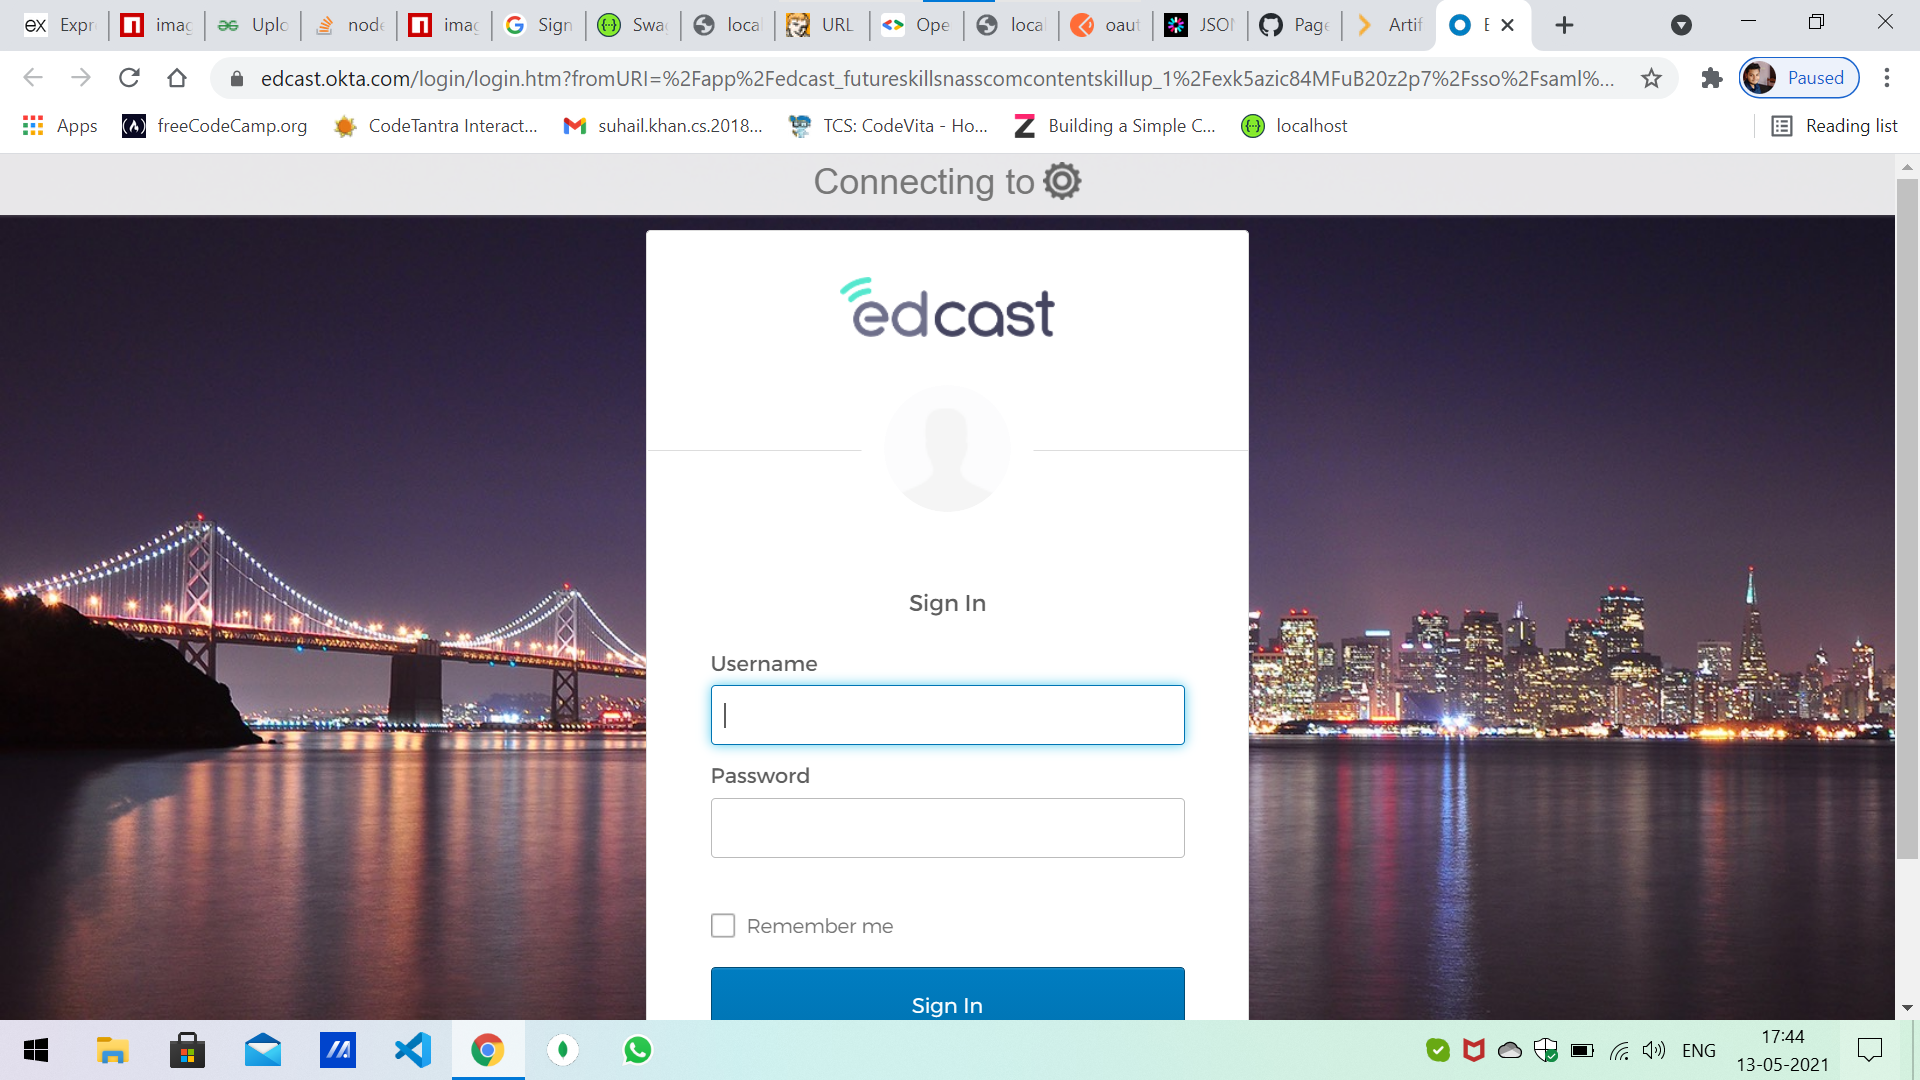 ex Expr imag Uplo node imag Sign Swag local URL Ope local oaut JSON Page Artif E
edcast.okta.com/login/login.htm?fromURI=%2Fapp%2Fedcast_futureskillsnasscomcontentskillup_1%2Fexk5azic84MFuB20z2p7%2Fsso%2Fsaml%... Paused
Apps freeCodeCamp.org CodeTantra Interact... suhail.khan.cs.2018... TCS: CodeVita - Ho... Building a Simple C... localhost Reading list
Connecting to
edcast
Sign In
Username
Password
Remember me
Sign In
17:44
ENG
13-05-2021